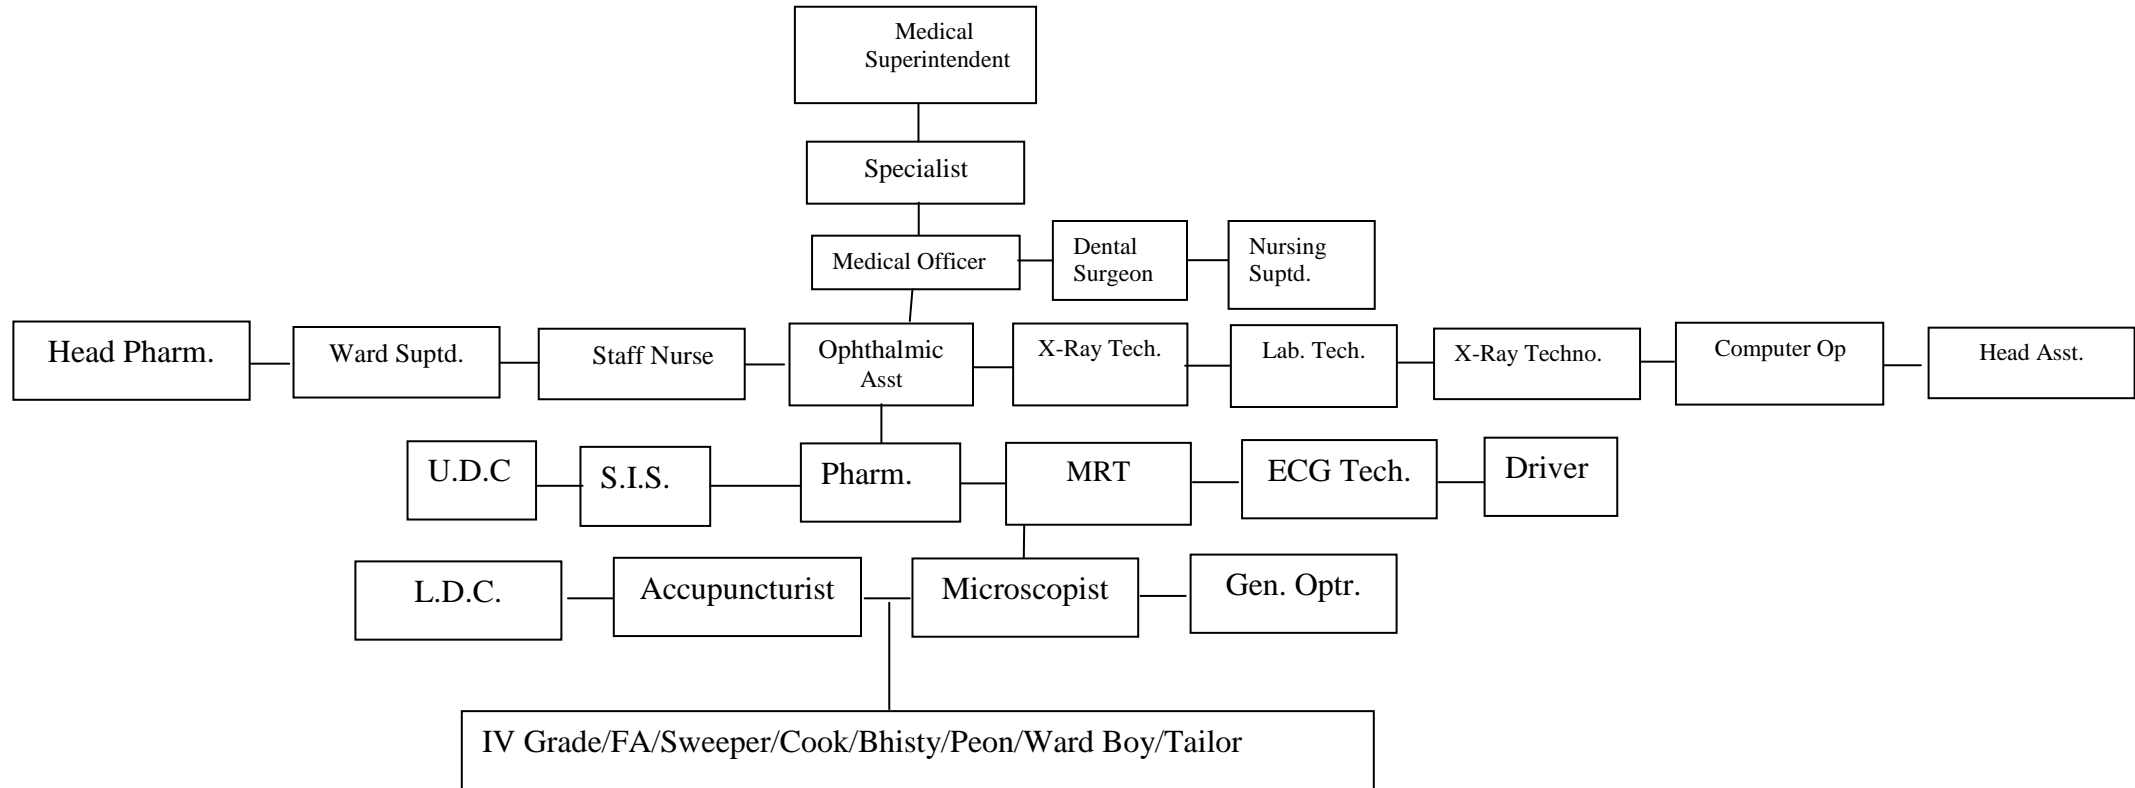 Medical
Superintendent
Specialist
Medical Officer
Dental
Surgeon
Nursing
Suptd.
Head Pharm.
Ward Suptd.
Staff Nurse
Ophthalmic
Asst
X-Ray Tech.
Lab. Tech.
X-Ray Techno.
Computer Op
Head Asst.
U.D.C
S.I.S.
Pharm.
MRT
ECG Tech.
Driver
L.D.C.
Accupuncturist
Microscopist
Gen. Optr.
IV Grade/FA/Sweeper/Cook/Bhisty/Peon/Ward Boy/Tailor